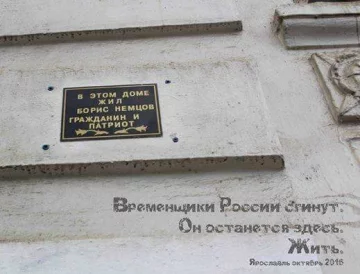 В ЭТОМ ДОМЕ
ЖИЛ
БОРИС НЕМЦОВ
ГРАЖДАНИН И
ПАТРИОТ
Временщики России сгинут.
Он останется здесь.
Жить.
Ярославль октябрь 2015